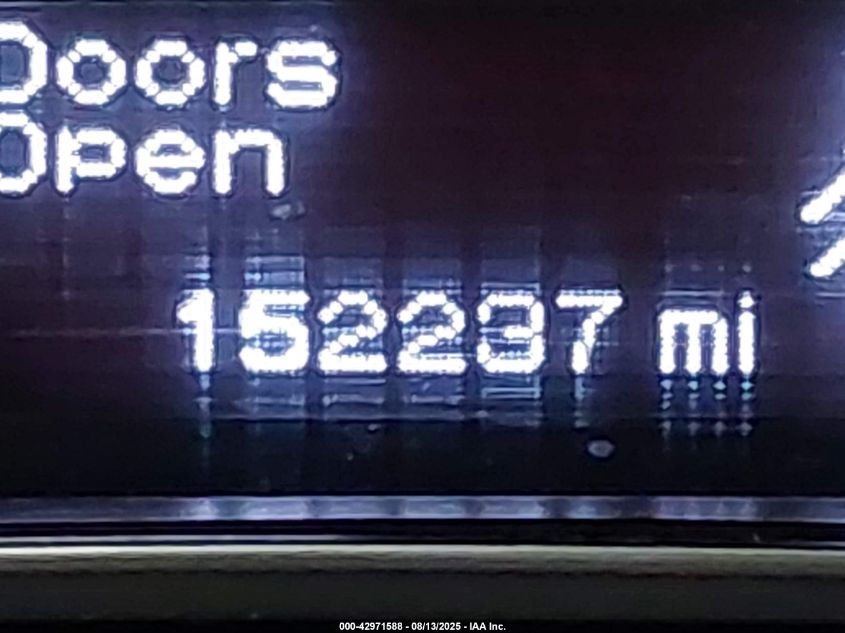 Doors
Open
152237 mi
000-42971588 - 08/13/2025 - IAA Inc.